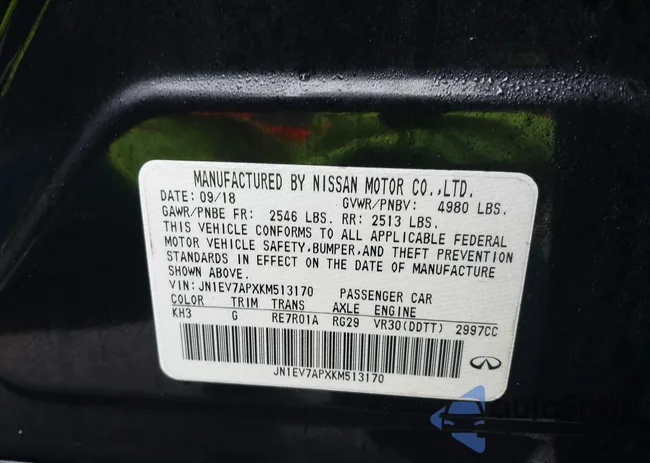 MANUFACTURED BY NISSAN MOTOR CO.,LTD.
DATE: 09/18 GVWR/PNBV: 4980 LBS.
GAWR/PNBE FR: 2546 LBS. RR: 2513 LBS.
THIS VEHICLE CONFORMS TO ALL APPLICABLE FEDERAL
MOTOR VEHICLE SAFETY,BUMPER,AND THEFT PREVENTION
STANDARDS IN EFFECT ON THE DATE OF MANUFACTURE
SHOWN ABOVE.
VIN: JN1EV7APXKM513170 PASSENGER CAR
COLOR TRIM TRANS AXLE ENGINE
KH3 G RE7R01A RG29 VR30(DDTT) 2997CC
JN1EV7APXKM513170